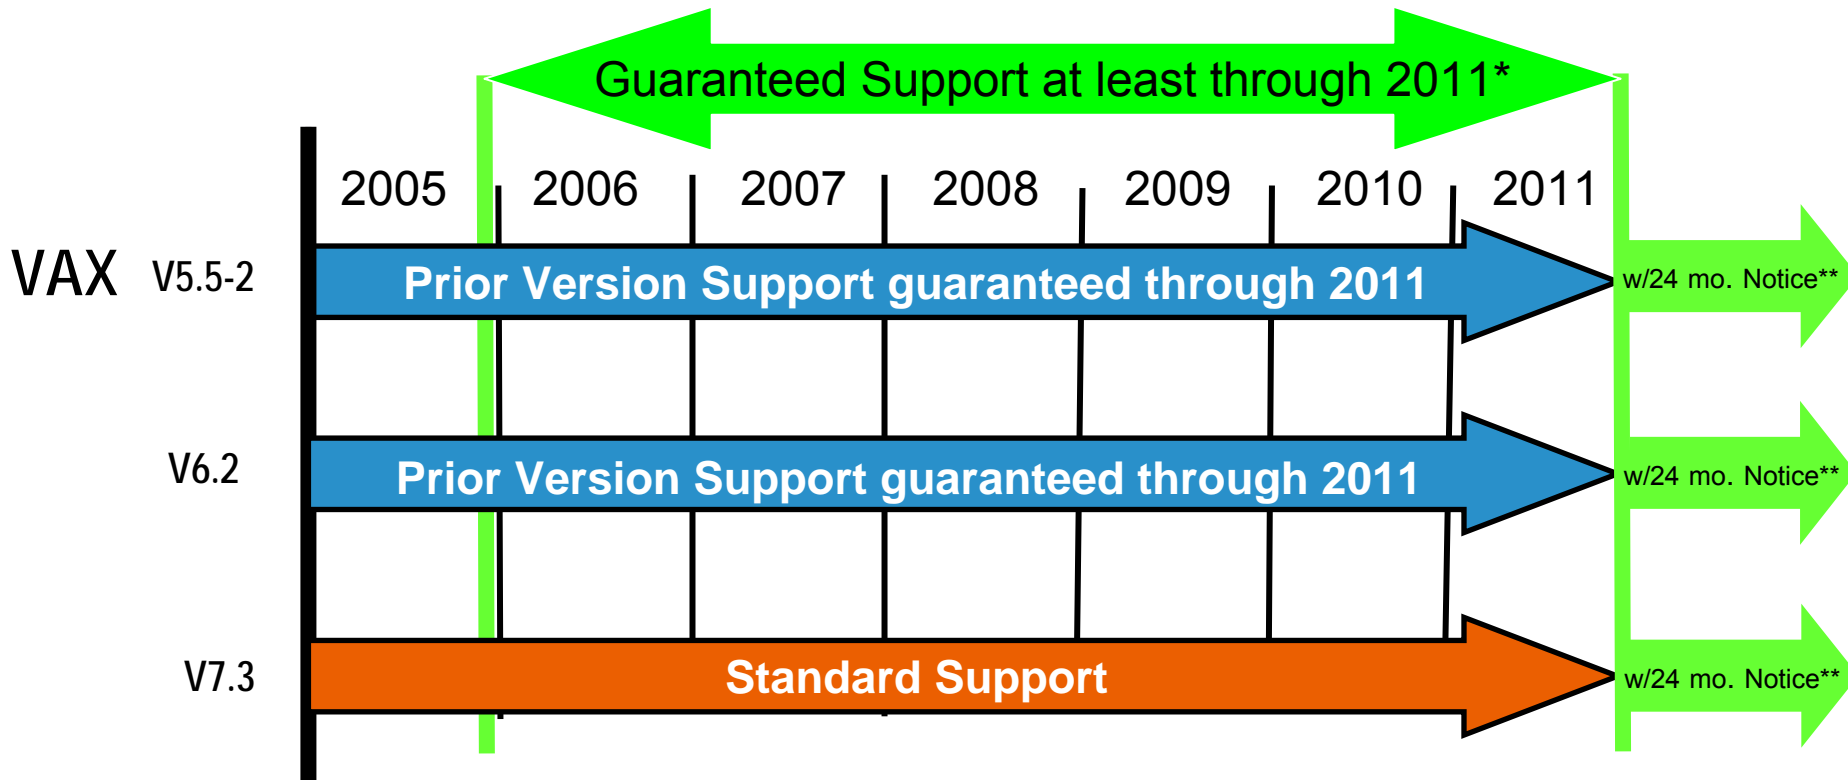 Guaranteed Support at least through 2011*
2005 2006 2007 2008 2009 2010 2011
VAX V5.5-2 Prior Version Support guaranteed through 2011 w/24 mo. Notice**
V6.2 Prior Version Support guaranteed through 2011 w/24 mo. Notice**
V7.3 Standard Support w/24 mo. Notice**